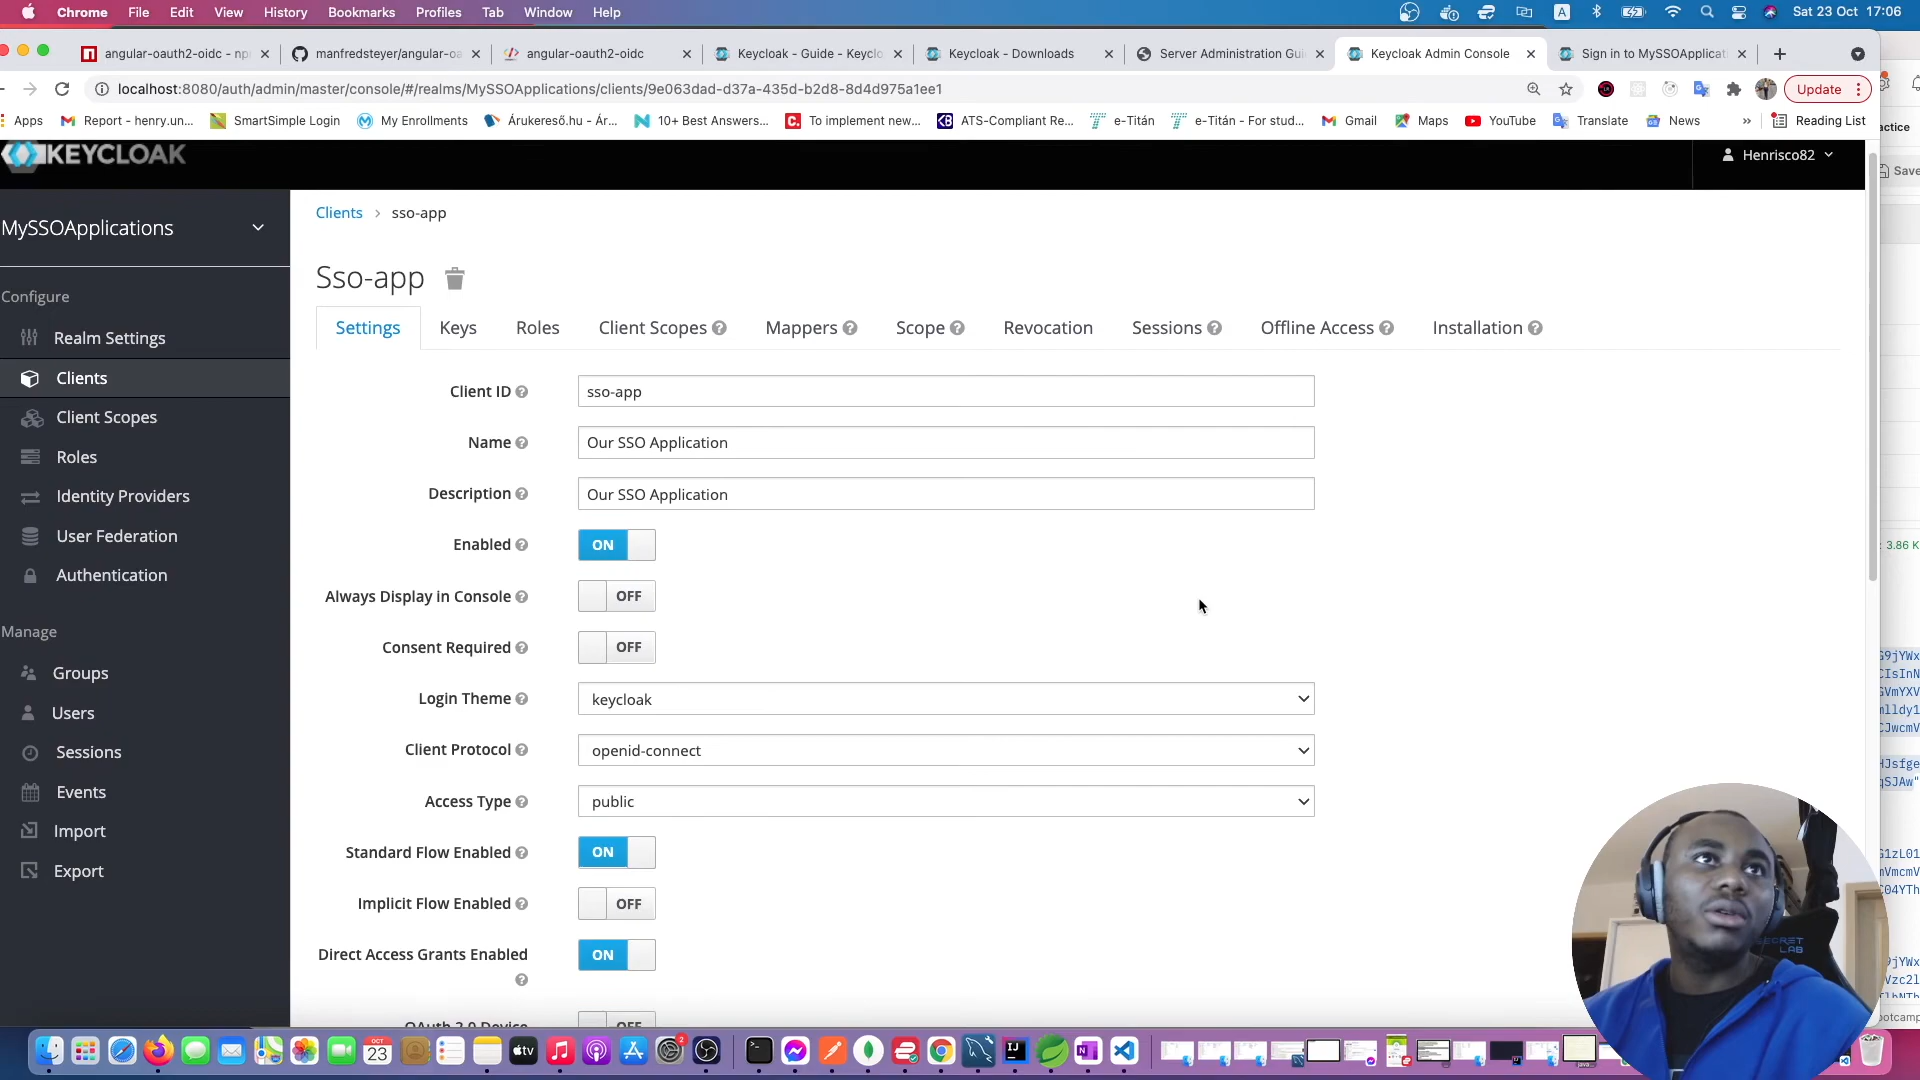 Chrome File Edit View History Bookmarks Profiles Tab Window Help A Sat 23 Oct 17:06
angular-oauth2-oidc - np manfredsteyer/angular-oa angular-oauth2-oidc Keycloak - Guide - Keyclo Keycloak - Downloads Server Administration Gui Keycloak Admin Console Sign in to MySSOApplicat
localhost:8080/auth/admin/master/console/#/realms/MySSOApplications/clients/9e063dad-d37a-435d-b2d8-8d4d975a1ee1 Update
Apps Report - henry.un... SmartSimple Login My Enrollments Árukereső.hu - Ár... 10+ Best Answers... To implement new... ATS-Compliant Re... e-Titán e-Titán - For stud... Gmail Maps YouTube Translate News » Reading List
actice
KEYCLOAK Henrisco82
Save
MySSOApplications
Clients > sso-app
Sso-app
Configure
Realm Settings
Clients
Client Scopes
Roles
Identity Providers
User Federation
Authentication
Manage
Groups
Users
Sessions
Events
Import
Export
Settings Keys Roles Client Scopes Mappers Scope Revocation Sessions Offline Access Installation
Client ID sso-app
Name Our SSO Application
Description Our SSO Application
Enabled ON
Always Display in Console OFF
Consent Required OFF
Login Theme keycloak
Client Protocol openid-connect
Access Type public
Standard Flow Enabled ON
Implicit Flow Enabled OFF
Direct Access Grants Enabled ON
OAuth 2.0 Device OFF
: 3.86 K
SECRET LAB
ootcamp
OCT 23
tv
2
IJ